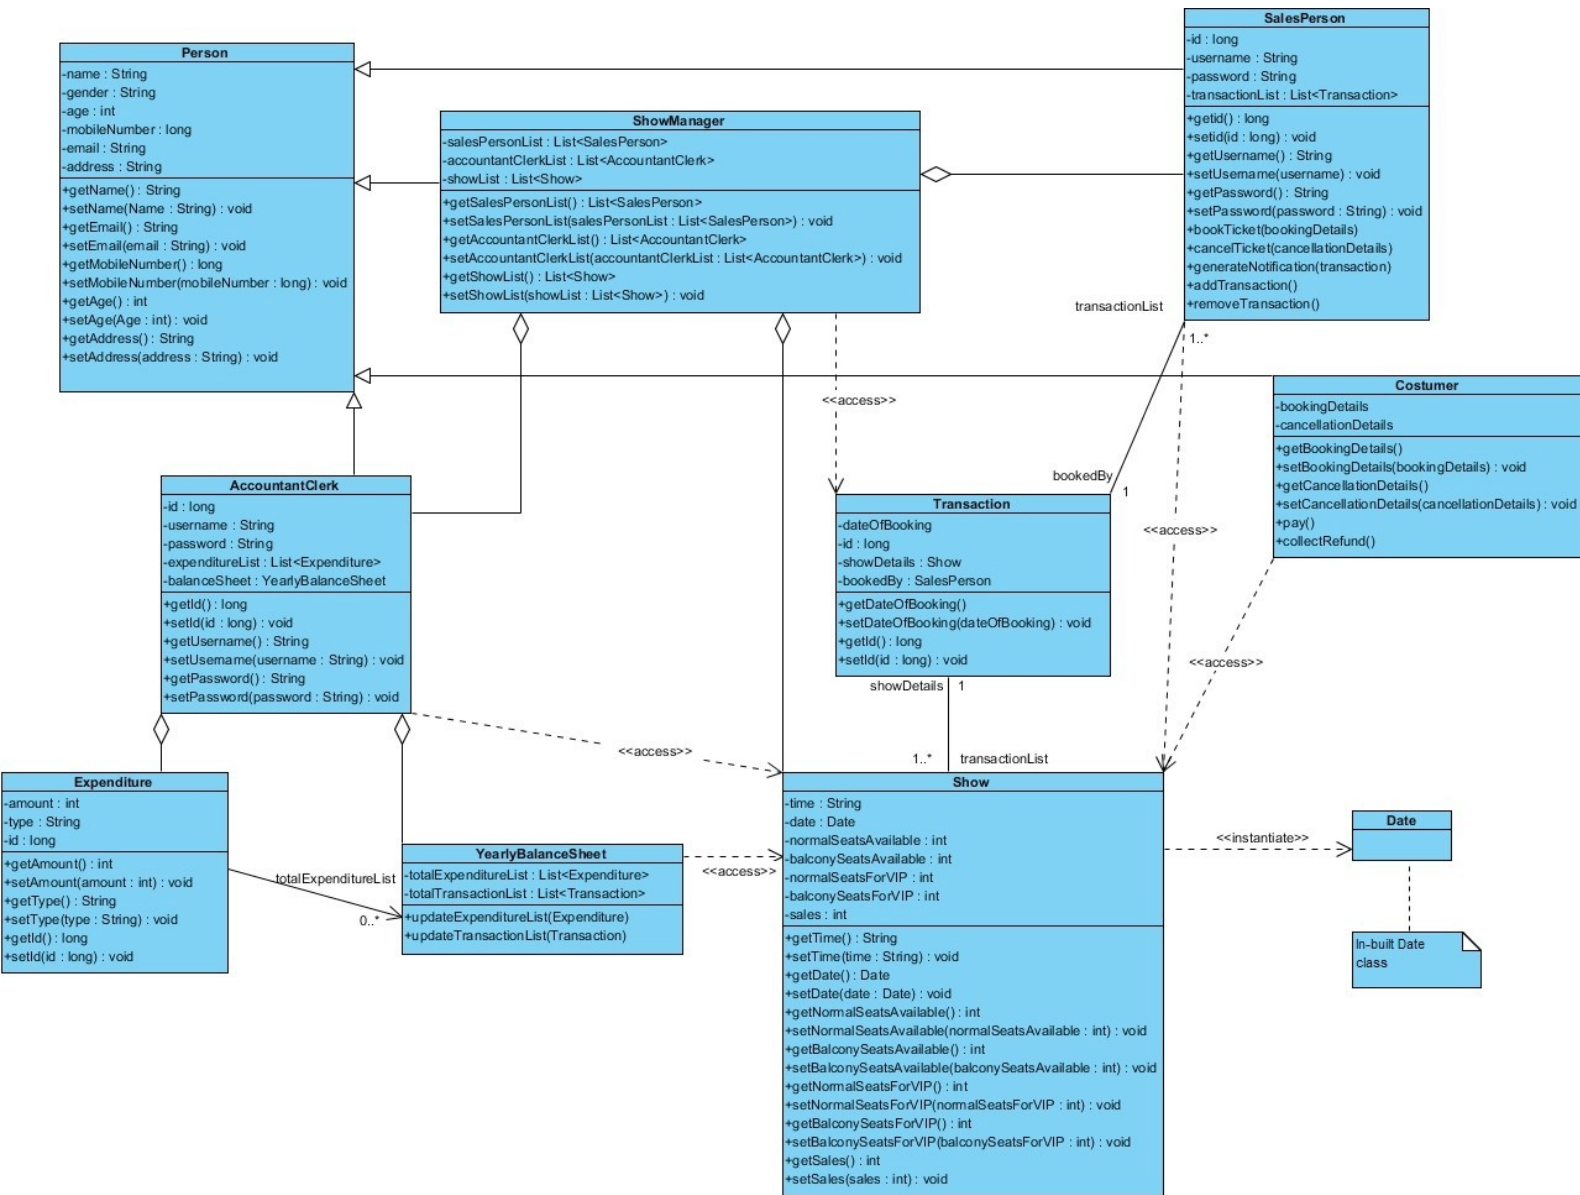 Person
-name : String
-gender : String
-age : int
-mobileNumber : long
-email : String
-address : String
+getName() : String
+setName(Name : String) : void
+getEmail() : String
+setEmail(email : String) : void
+getMobileNumber() : long
+setMobileNumber(mobileNumber : long) : void
+getAge() : int
+setAge(Age : int) : void
+getAddress() : String
+setAddress(address : String) : void
ShowManager
-salesPersonList : List<SalesPerson>
-accountantClerkList : List<AccountantClerk>
-showList : List<Show>
+getSalesPersonList() : List<SalesPerson>
+setSalesPersonList(salesPersonList : List<SalesPerson>) : void
+getAccountantClerkList() : List<AccountantClerk>
+setAccountantClerkList(accountantClerkList : List<AccountantClerk>) : void
+getShowList() : List<Show>
+setShowList(showList : List<Show>) : void
SalesPerson
-id : long
-username : String
-password : String
-transactionList : List<Transaction>
+getid() : long
+setid(id : long) : void
+getUsername() : String
+setUsername(username) : void
+getPassword() : String
+setPassword(password : String) : void
+bookTicket(bookingDetails)
+cancelTicket(cancellationDetails)
+generateNotification(transaction)
+addTransaction()
+removeTransaction()
transactionList
1..*
<<access>>
bookedBy
1
<<access>>
Costumer
-bookingDetails
-cancellationDetails
+getBookingDetails()
+setBookingDetails(bookingDetails) : void
+getCancellationDetails()
+setCancellationDetails(cancellationDetails) : void
+pay()
+collectRefund()
<<access>>
AccountantClerk
-id : long
-username : String
-password : String
-expenditureList : List<Expenditure>
-balanceSheet : YearlyBalanceSheet
+getId() : long
+setId(id : long) : void
+getUsername() : String
+setUsername(username : String) : void
+getPassword() : String
+setPassword(password : String) : void
Transaction
-dateOfBooking
-id : long
-showDetails : Show
-bookedBy : SalesPerson
+getDateOfBooking()
+setDateOfBooking(dateOfBooking) : void
+getId() : long
+setId(id : long) : void
showDetails
1
<<access>>
1..*
transactionList
Expenditure
-amount : int
-type : String
-id : long
+getAmount() : int
+setAmount(amount : int) : void
+getType() : String
+setType(type : String) : void
+getId() : long
+setId(id : long) : void
totalExpenditureList
0..*
YearlyBalanceSheet
-totalExpenditureList : List<Expenditure>
-totalTransactionList : List<Transaction>
+updateExpenditureList(Expenditure)
+updateTransactionList(Transaction)
<<access>>
Show
-time : String
-date : Date
-normalSeatsAvailable : int
-balconySeatsAvailable : int
-normalSeatsForVIP : int
-balconySeatsForVIP : int
-sales : int
+getTime() : String
+setTime(time : String) : void
+getDate() : Date
+setDate(date : Date) : void
+getNormalSeatsAvailable() : int
+setNormalSeatsAvailable(normalSeatsAvailable : int) : void
+getBalconySeatsAvailable() : int
+setBalconySeatsAvailable(balconySeatsAvailable : int) : void
+getNormalSeatsForVIP() : int
+setNormalSeatsForVIP(normalSeatsForVIP : int) : void
+getBalconySeatsForVIP() : int
+setBalconySeatsForVIP(balconySeatsForVIP : int) : void
+getSales() : int
+setSales(sales : int) : void
<<instantiate>>
Date
In-built Date
class